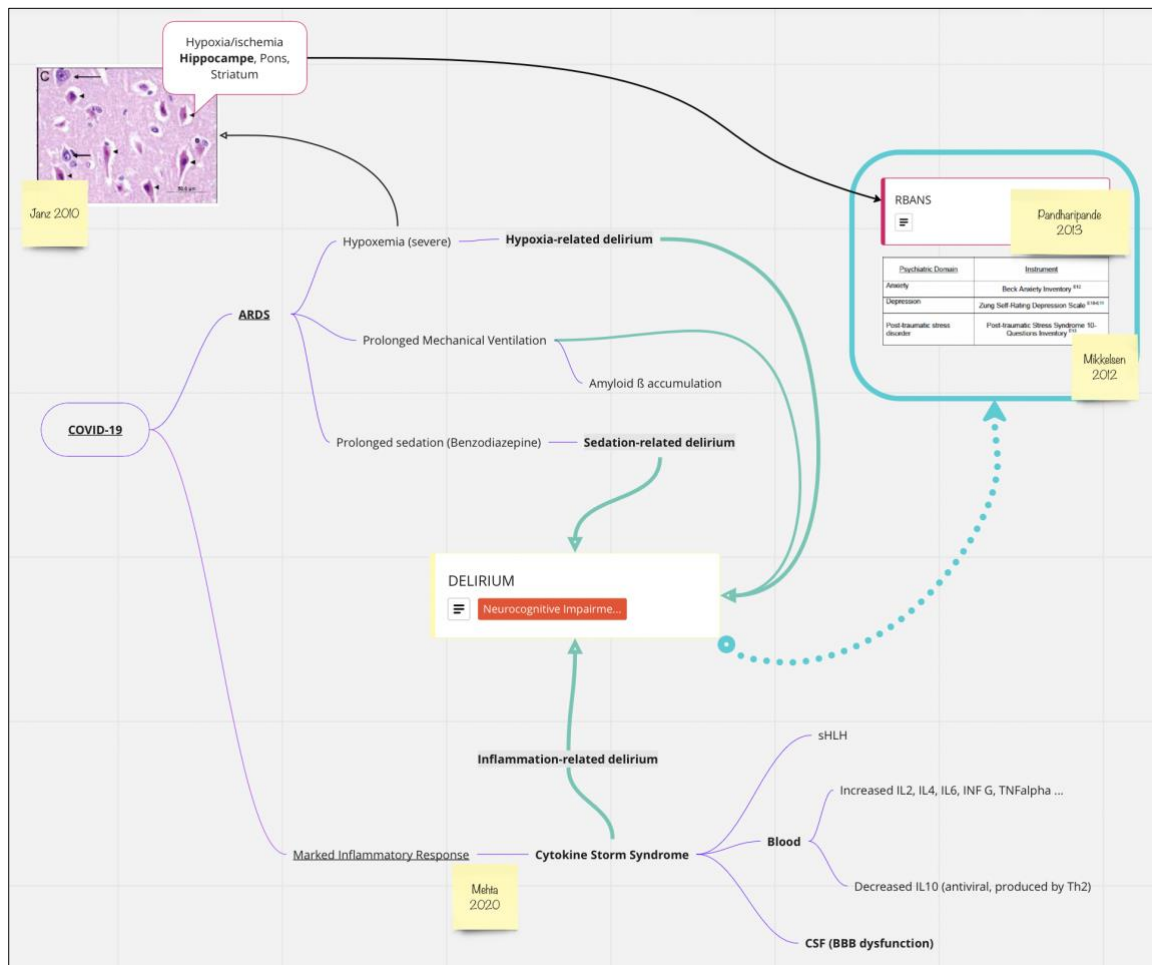 Hypoxia/ischemia
Hippocampe, Pons,
Striatum
C
Janz 2010
Hypoxemia (severe)
Hypoxia-related delirium
RBANS
Pandharipande
2013
Psychiatric Domain
Instrument
Anxiety
Beck Anxiety Inventory
Depression
Zung Self-Rating Depression Scale
Post-traumatic stress
disorder
Post-traumatic Stress Syndrome 10-
Questions Inventory
Mikkelsen
2012
ARDS
Prolonged Mechanical Ventilation
Amyloid ß accumulation
COVID-19
Prolonged sedation (Benzodiazepine)
Sedation-related delirium
DELIRIUM
Neurocognitive Impairme...
Inflammation-related delirium
sHLH
Increased IL2, IL4, IL6, INF G, TNFalpha ...
Blood
Marked Inflammatory Response
Cytokine Storm Syndrome
Mehta
2020
Decreased IL10 (antiviral, produced by Th2)
CSF (BBB dysfunction)